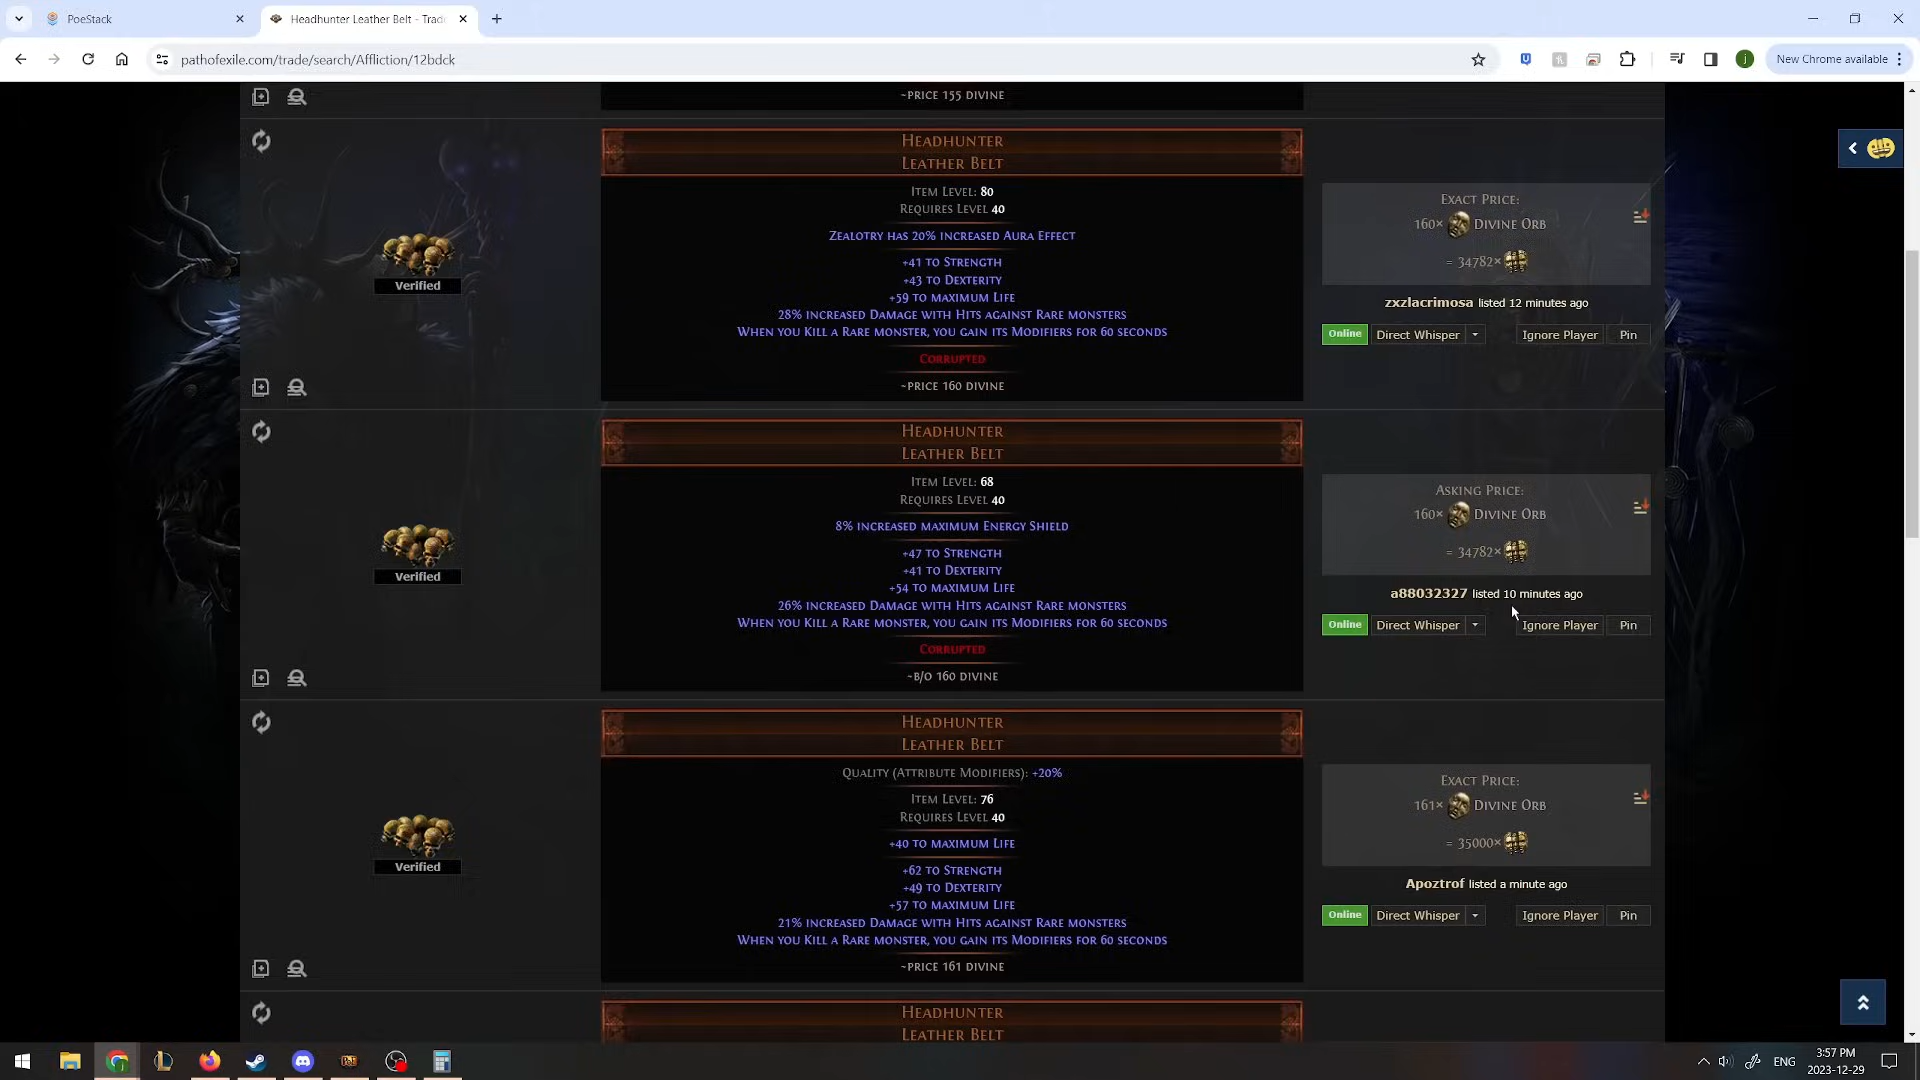 PoeStack
Headhunter Leather Belt - Trad
pathofexile.com/trade/search/Affliction/12bdck
New Chrome available
~PRICE 155 DIVINE
HEADHUNTER
LEATHER BELT
ITEM LEVEL: 80
REQUIRES LEVEL 40
ZEALOTRY HAS 20% INCREASED AURA EFFECT
+41 TO STRENGTH
+43 TO DEXTERITY
+59 TO MAXIMUM LIFE
28% INCREASED DAMAGE WITH HITS AGAINST RARE MONSTERS
WHEN YOU KILL A RARE MONSTER, YOU GAIN ITS MODIFIERS FOR 60 SECONDS
CORRUPTED
~PRICE 160 DIVINE
Verified
EXACT PRICE:
160× DIVINE ORB
= 34782×
zxzlacrimosa listed 12 minutes ago
Online Direct Whisper Ignore Player Pin
HEADHUNTER
LEATHER BELT
ITEM LEVEL: 68
REQUIRES LEVEL 40
8% INCREASED MAXIMUM ENERGY SHIELD
+47 TO STRENGTH
+41 TO DEXTERITY
+54 TO MAXIMUM LIFE
26% INCREASED DAMAGE WITH HITS AGAINST RARE MONSTERS
WHEN YOU KILL A RARE MONSTER, YOU GAIN ITS MODIFIERS FOR 60 SECONDS
CORRUPTED
~B/O 160 DIVINE
Verified
ASKING PRICE:
160× DIVINE ORB
= 34782×
a88032327 listed 10 minutes ago
Online Direct Whisper Ignore Player Pin
HEADHUNTER
LEATHER BELT
QUALITY (ATTRIBUTE MODIFIERS): +20%
ITEM LEVEL: 76
REQUIRES LEVEL 40
+40 TO MAXIMUM LIFE
+62 TO STRENGTH
+49 TO DEXTERITY
+57 TO MAXIMUM LIFE
21% INCREASED DAMAGE WITH HITS AGAINST RARE MONSTERS
WHEN YOU KILL A RARE MONSTER, YOU GAIN ITS MODIFIERS FOR 60 SECONDS
~PRICE 161 DIVINE
Verified
EXACT PRICE:
161× DIVINE ORB
= 35000×
Apoztrof listed a minute ago
Online Direct Whisper Ignore Player Pin
HEADHUNTER
LEATHER BELT
ENG
3:57 PM
2023-12-29